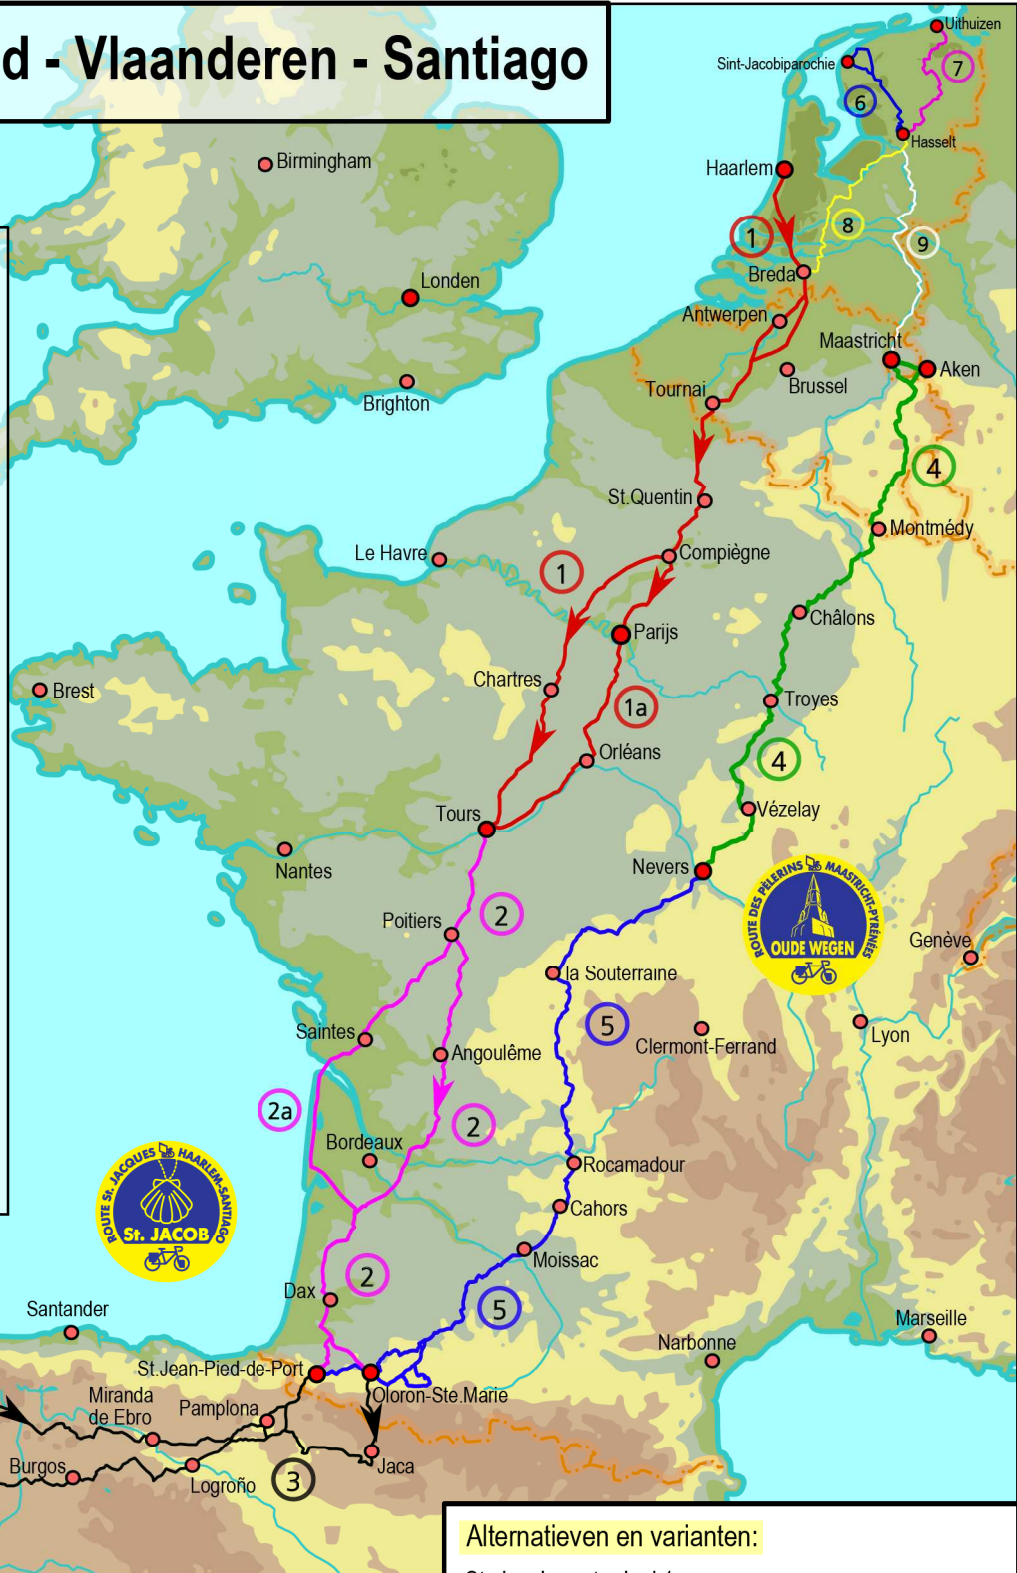 d - Vlaanderen - Santiago
Uithuizen
Sint-Jacobiparochie
7
6
Hasselt
Birmingham
Haarlem
8
1
9
Breda
Londen
Antwerpen
Maastricht
Aken
Brussel
Tournai
Brighton
4
St.Quentin
Montmédy
Le Havre
Compiègne
1
Châlons
Parijs
Chartres
Brest
1a
Troyes
Orléans
4
Tours
Vézelay
Nantes
Nevers
ROUTE DES PÈLERINS MAASTRICHT-PYRÉNÉES
OUDE WEGEN
2
Poitiers
Genève
la Souterraine
5
Saintes
Lyon
Clermont-Ferrand
Angoulême
2a
2
Bordeaux
Rocamadour
ROUTE St. JACQUES HAARLEM-SANTIAGO
St. JACOB
Cahors
Moissac
2
Dax
5
Santander
Marseille
Narbonne
St.Jean-Pied-de-Port
Oloron-Ste.Marie
Miranda
de Ebro
Pamplona
Burgos
Jaca
Logroño
3
Alternatieven en varianten: